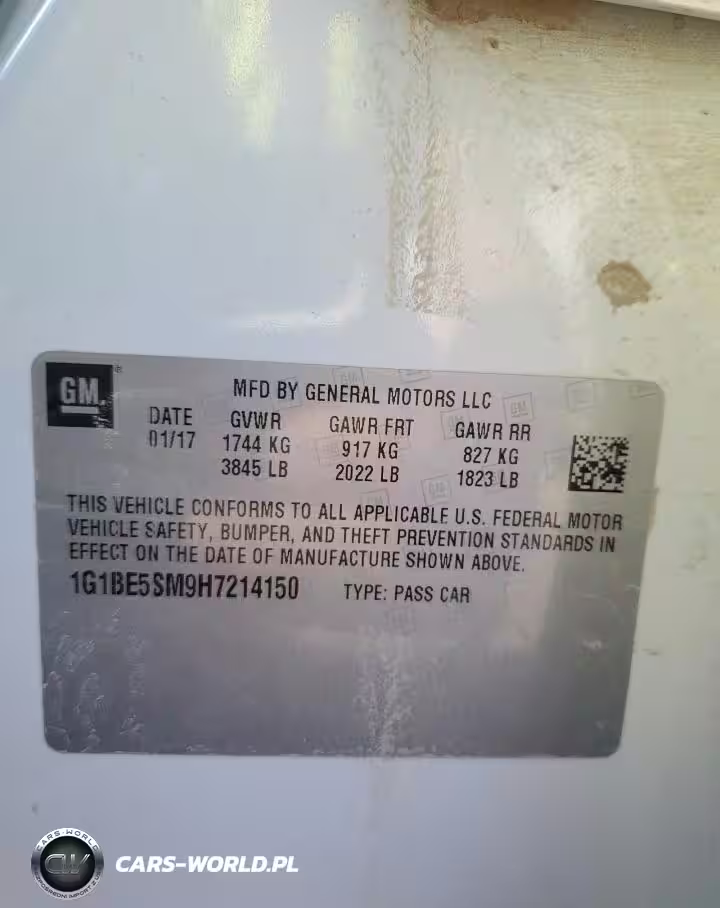 GM
MFD BY GENERAL MOTORS LLC
DATE GVWR GAWR FRT GAWR RR
01/17 1744 KG 917 KG 827 KG
3845 LB 2022 LB 1823 LB
THIS VEHICLE CONFORMS TO ALL APPLICABLE U.S. FEDERAL MOTOR
VEHICLE SAFETY, BUMPER, AND THEFT PREVENTION STANDARDS IN
EFFECT ON THE DATE OF MANUFACTURE SHOWN ABOVE.
1G1BE5SM9H7214150 TYPE: PASS CAR
CARS-WORLD
CW
CARS-WORLD.PL